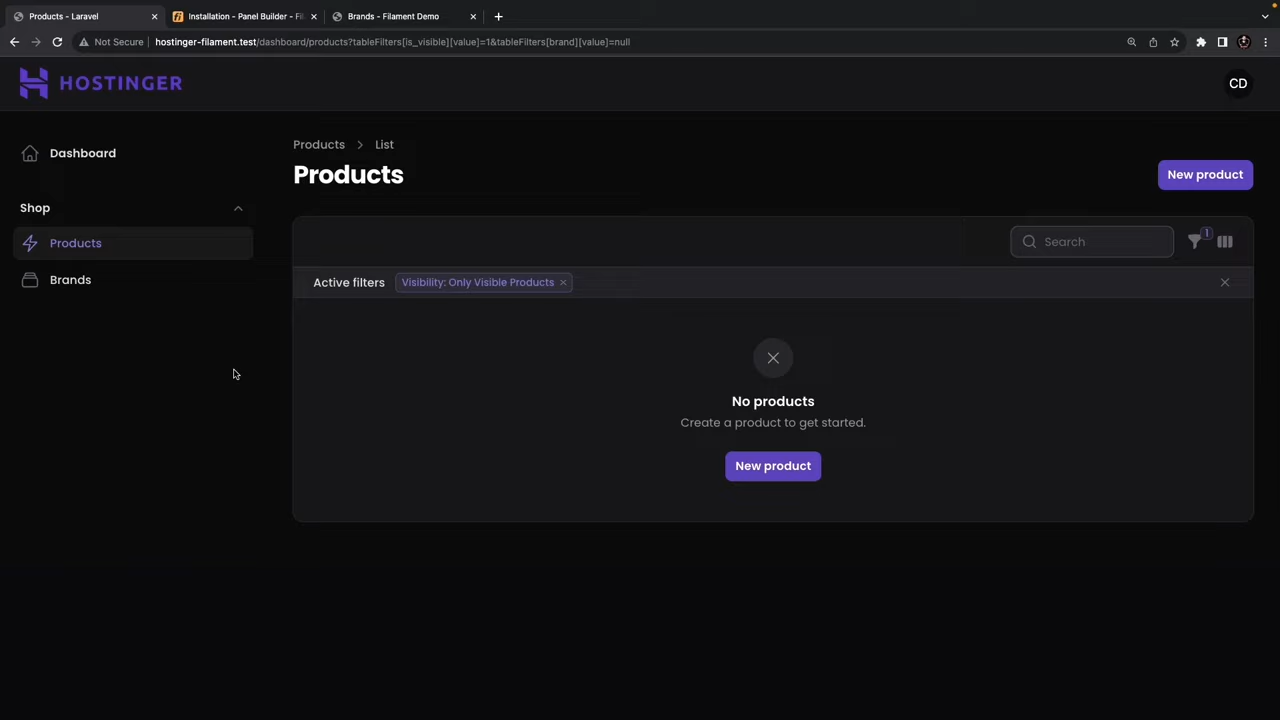 Products - Laravel
Installation - Panel Builder - Fil
Brands - Filament Demo
Not Secure
hostinger-filament.test/dashboard/products?tableFilters[is_visible][value]=1&tableFilters[brand][value]=null
HOSTINGER
CD
Dashboard
Shop
Products
Brands
Products
List
Products
New product
Search
1
Active filters
Visibility: Only Visible Products
No products
Create a product to get started.
New product